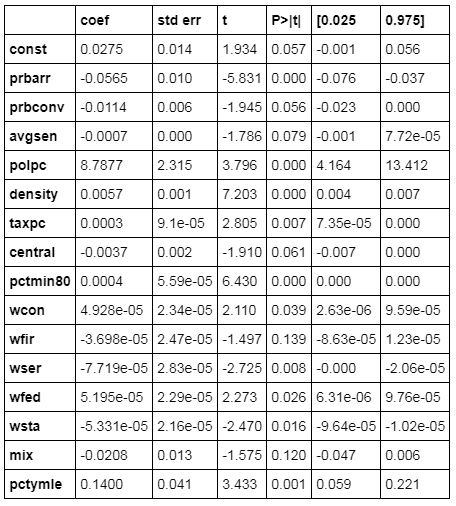 coef std err t P>|t| [0.025 0.975]
const 0.0275 0.014 1.934 0.057 -0.001 0.056
prbarr -0.0565 0.010 -5.831 0.000 -0.076 -0.037
prbconv -0.0114 0.006 -1.945 0.056 -0.023 0.000
avgsen -0.0007 0.000 -1.786 0.079 -0.001 7.72e-05
polpc 8.7877 2.315 3.796 0.000 4.164 13.412
density 0.0057 0.001 7.203 0.000 0.004 0.007
taxpc 0.0003 9.1e-05 2.805 0.007 7.35e-05 0.000
central -0.0037 0.002 -1.910 0.061 -0.007 0.000
pctmin80 0.0004 5.59e-05 6.430 0.000 0.000 0.000
wcon 4.928e-05 2.34e-05 2.110 0.039 2.63e-06 9.59e-05
wfir -3.698e-05 2.47e-05 -1.497 0.139 -8.63e-05 1.23e-05
wser -7.719e-05 2.83e-05 -2.725 0.008 -0.000 -2.06e-05
wfed 5.195e-05 2.29e-05 2.273 0.026 6.31e-06 9.76e-05
wsta -5.331e-05 2.16e-05 -2.470 0.016 -9.64e-05 -1.02e-05
mix -0.0208 0.013 -1.575 0.120 -0.047 0.006
pctymle 0.1400 0.041 3.433 0.001 0.059 0.221